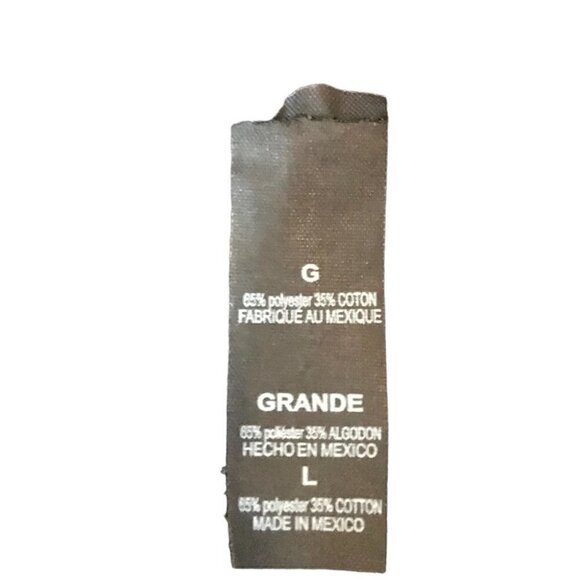 G
65% polyester 35% COTON
FABRIQUÉ AU MEXIQUE
GRANDE
65% poliéster 35% ALGODON
HECHO EN MEXICO
L
65% polyester 35% COTTON
MADE IN MEXICO